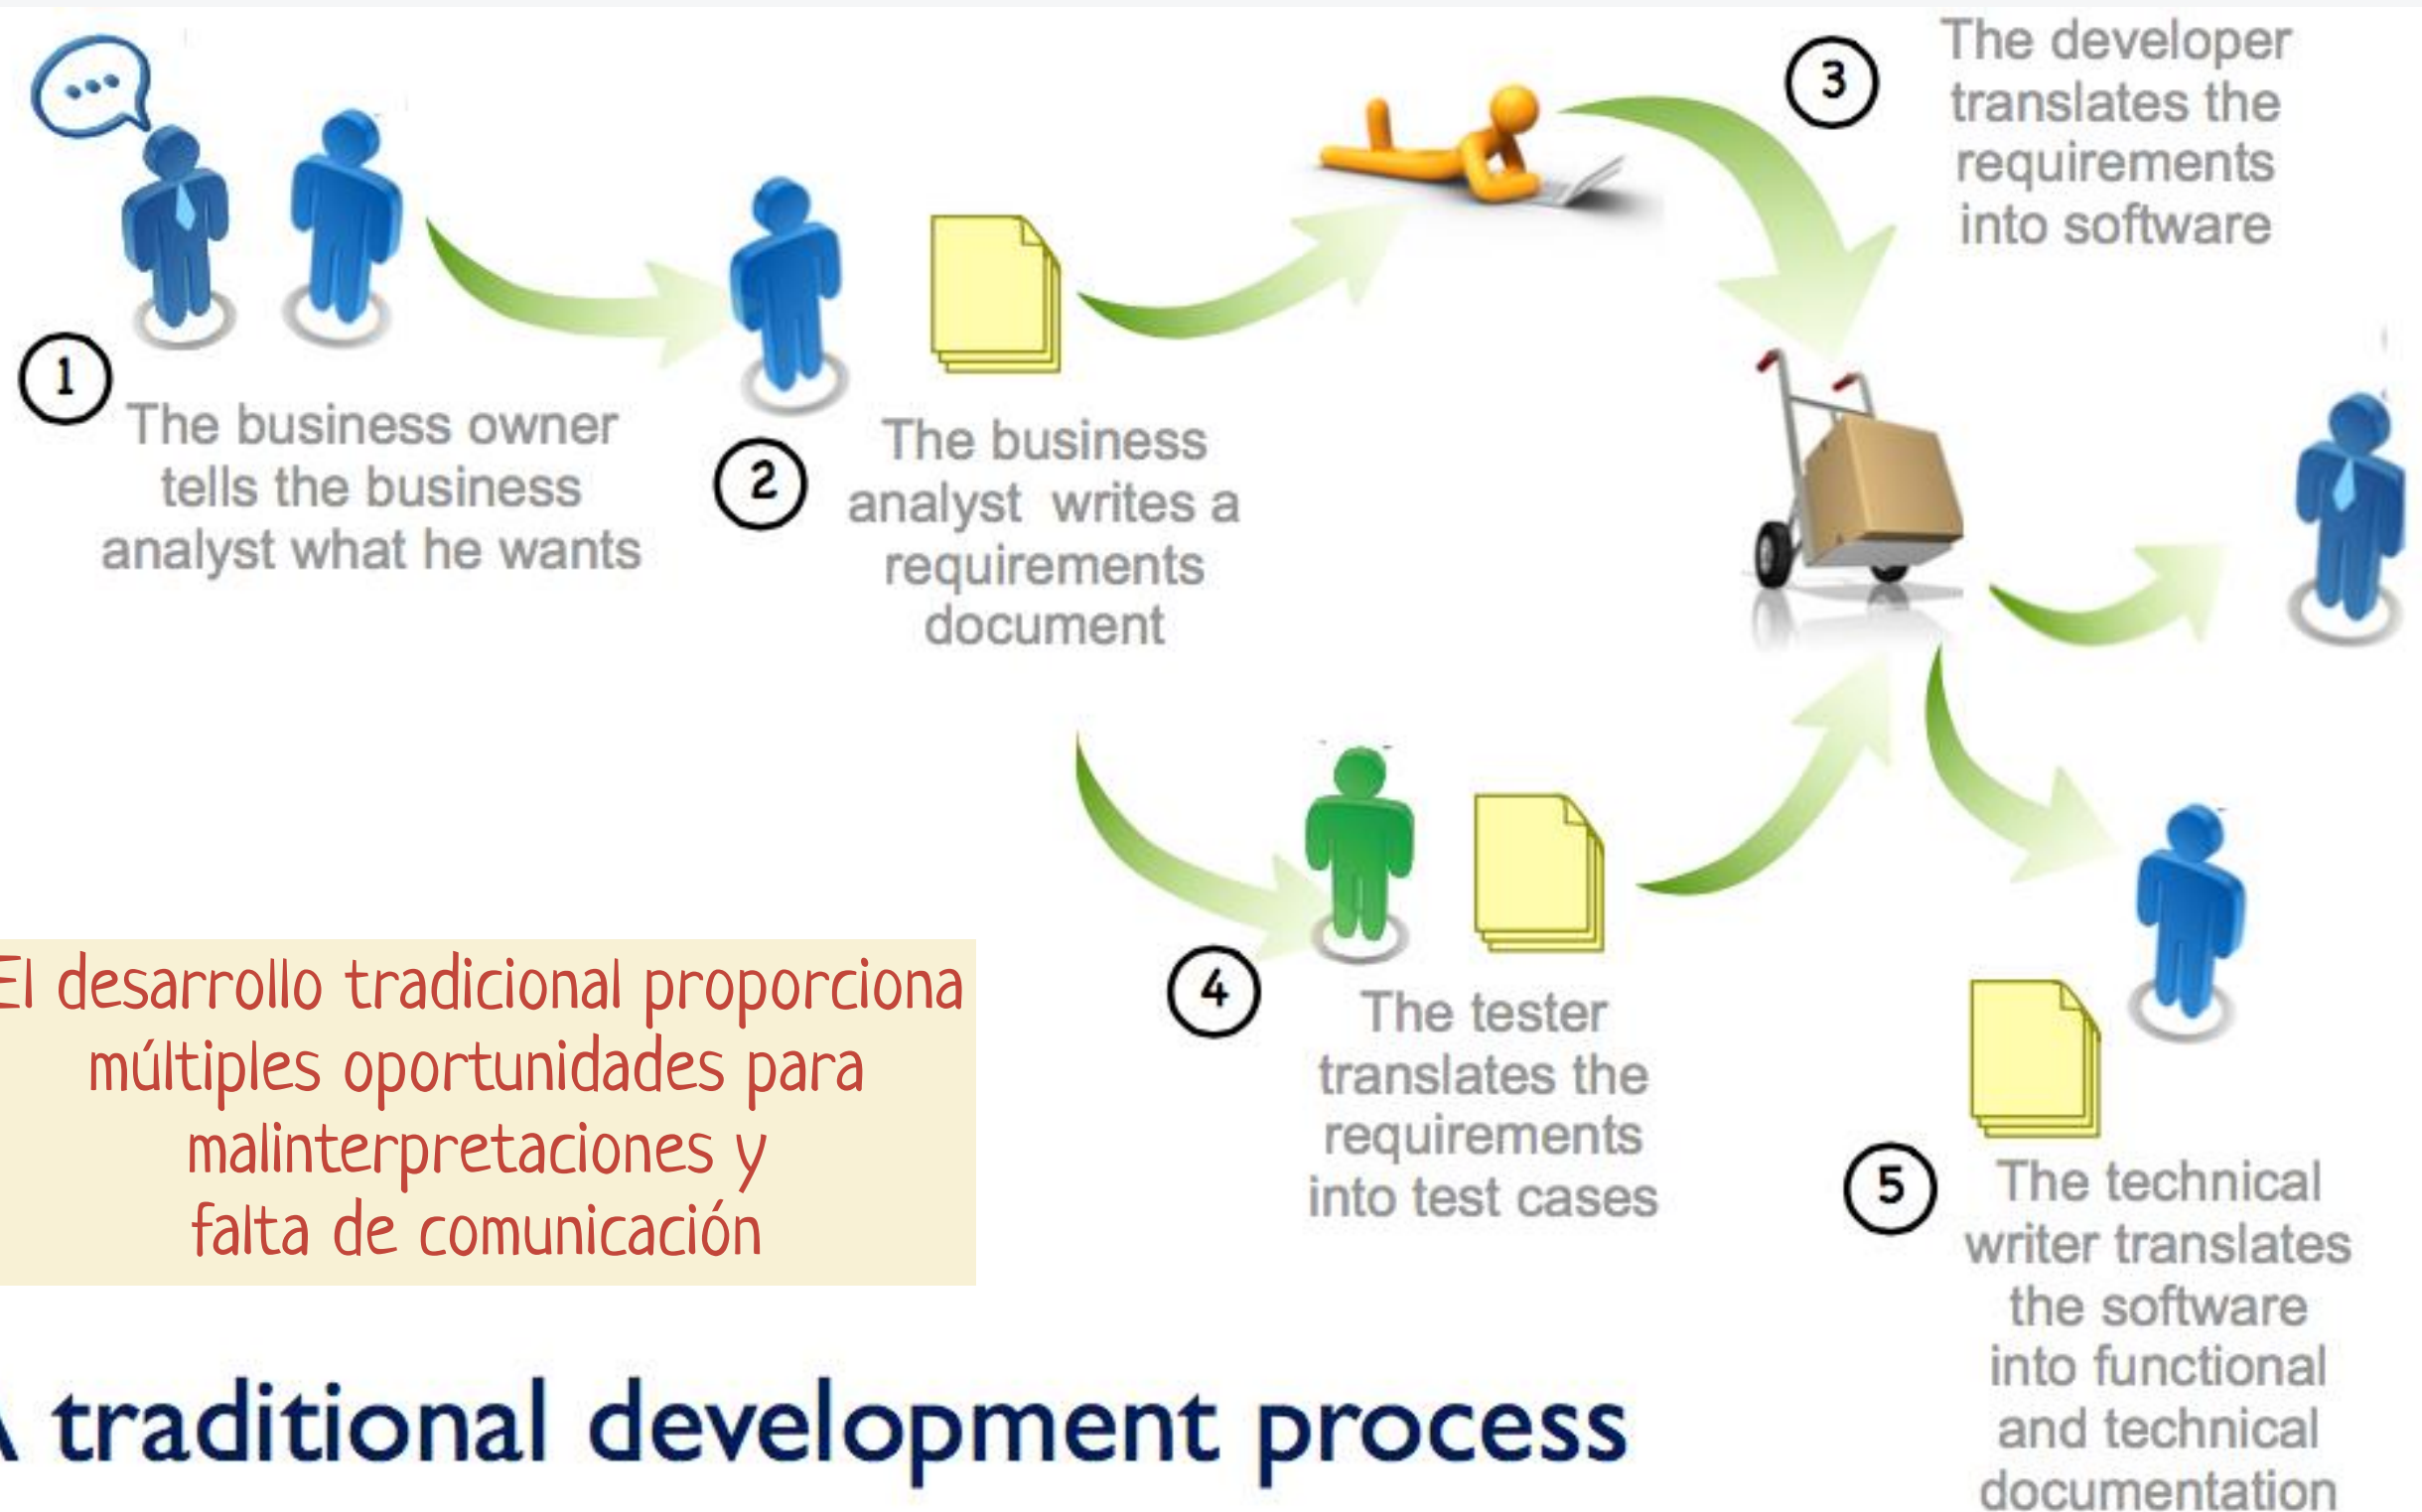 1
The business owner
tells the business
analyst what he wants
2
The business
analyst writes a
requirements
document
3
The developer
translates the
requirements
into software
4
The tester
translates the
requirements
into test cases
5
The technical
writer translates
the software
into functional
and technical
documentation
El desarrollo tradicional proporciona
múltiples oportunidades para
malinterpretaciones y
falta de comunicación
A traditional development process